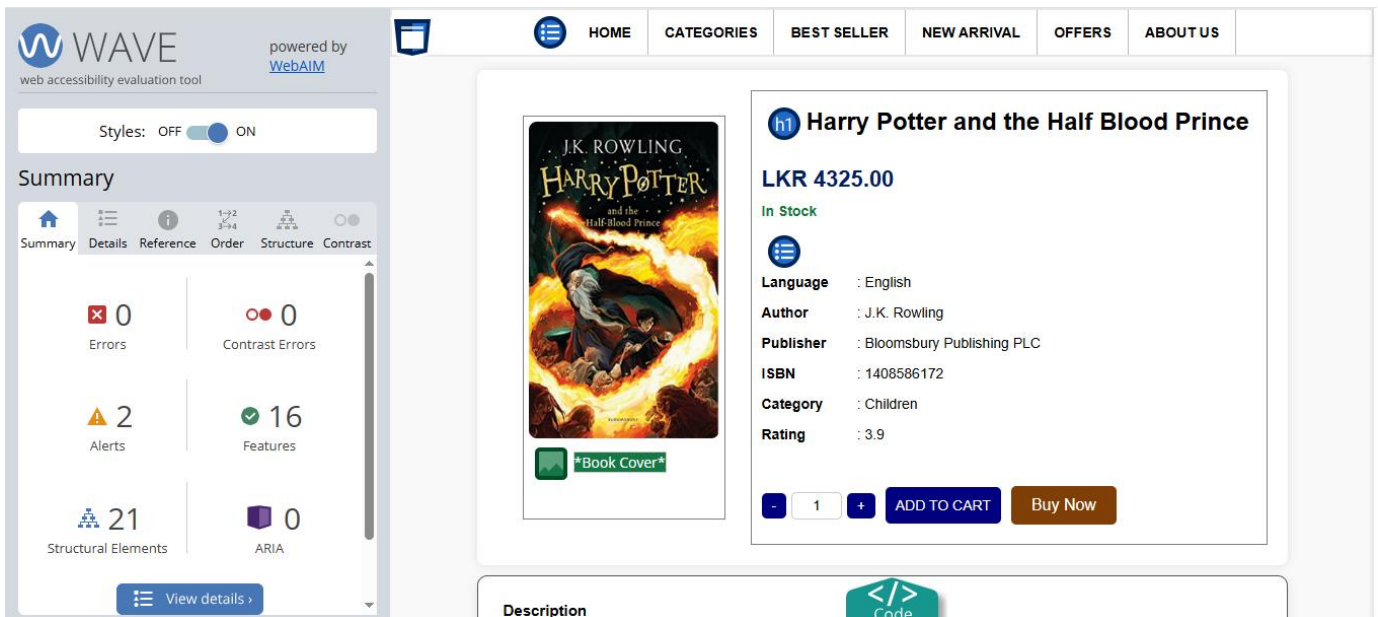 WAVE
powered by
WebAIM
web accessibility evaluation tool
Styles: OFF ON
Summary
Summary Details Reference Order Structure Contrast
0
Errors
0
Contrast Errors
2
Alerts
16
Features
21
Structural Elements
0
ARIA
View details ›
HOME CATEGORIES BEST SELLER NEW ARRIVAL OFFERS ABOUT US
J.K. ROWLING
HARRY POTTER
and the
Half-Blood Prince
*Book Cover*
h1 Harry Potter and the Half Blood Prince
LKR 4325.00
In Stock
Language : English
Author : J.K. Rowling
Publisher : Bloomsbury Publishing PLC
ISBN : 1408586172
Category : Children
Rating : 3.9
- 1 + ADD TO CART Buy Now
Description
</>
Code